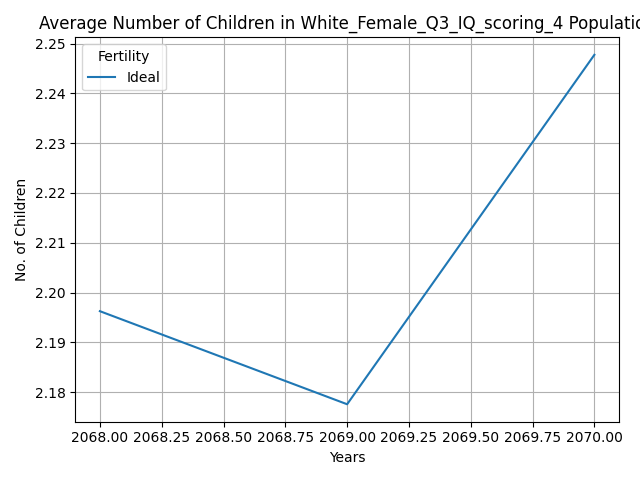 Average Number of Children in White_Female_Q3_IQ_scoring_4 Populatio
Fertility
Ideal
2.25
2.24
2.23
2.22
2.21
2.20
2.19
2.18
No. of Children
2068.00 2068.25 2068.50 2068.75 2069.00 2069.25 2069.50 2069.75 2070.00
Years